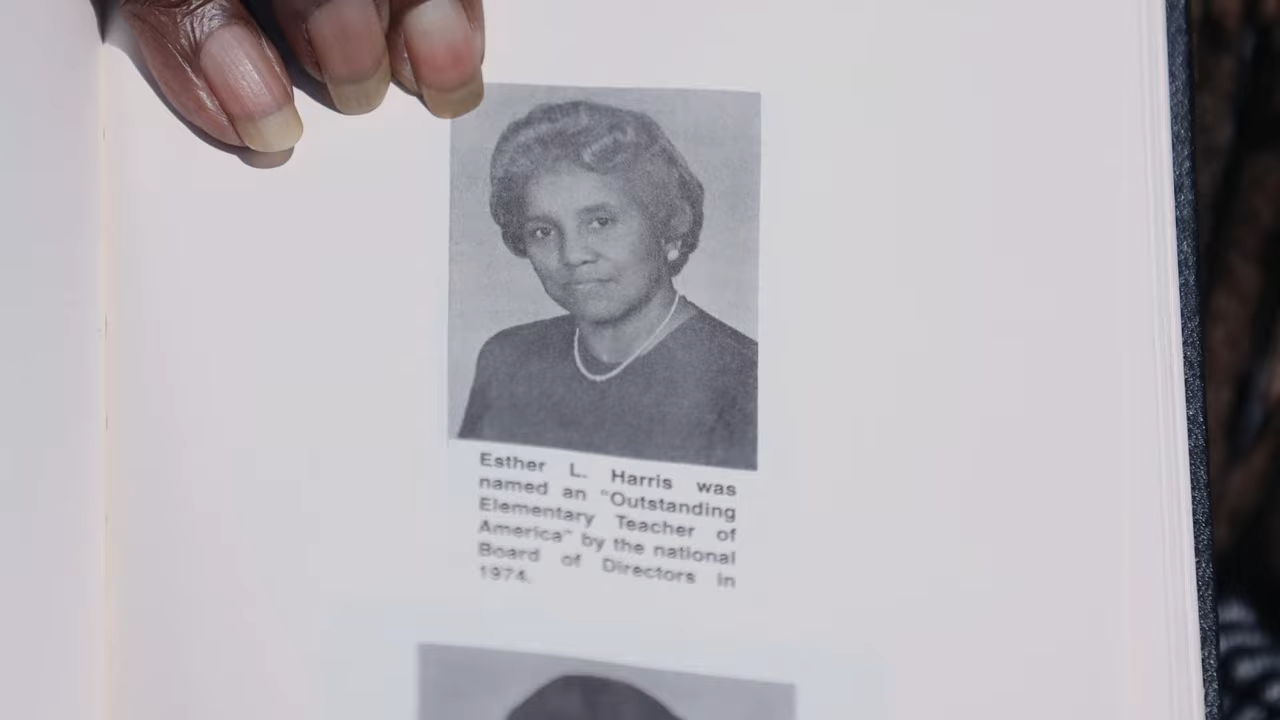 Esther L. Harris was
named an “Outstanding
Elementary Teacher of
America” by the national
Board of Directors in
1974.